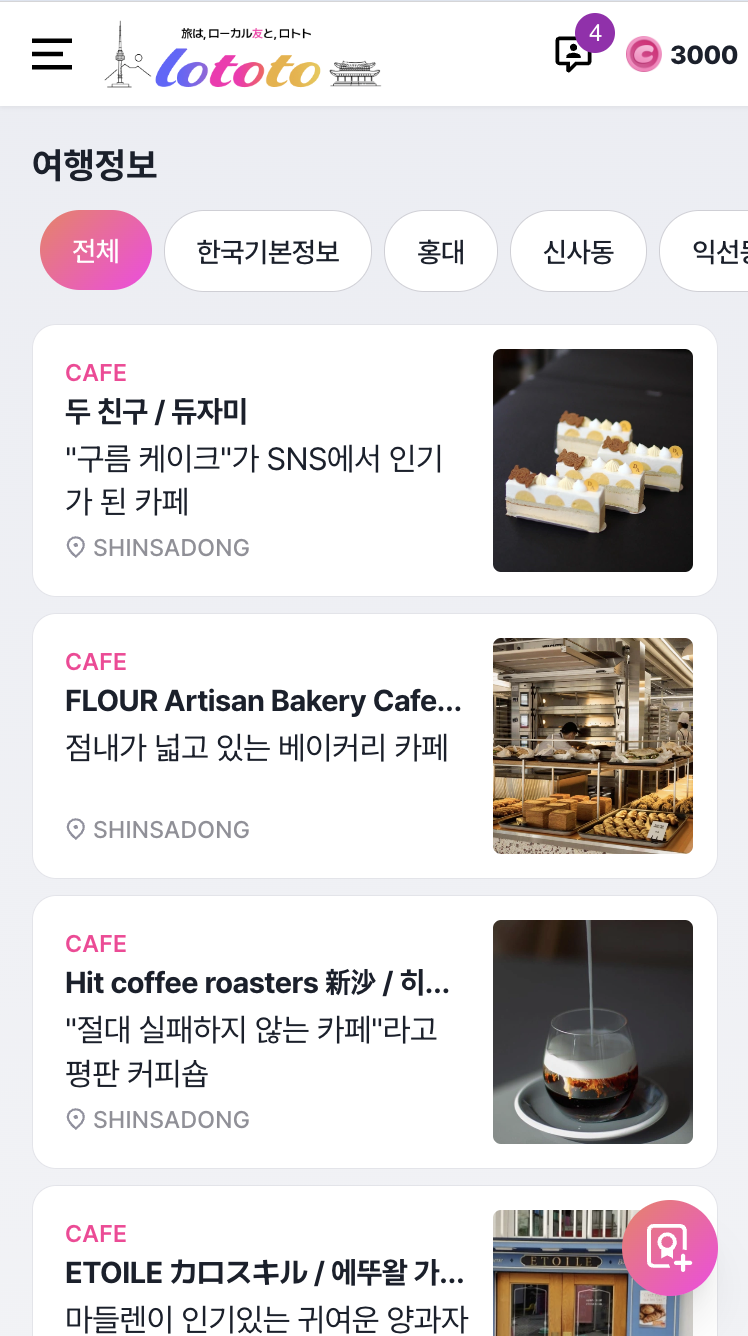 旅は, ローカル友と, ロトト
lototo
4
3000
여행정보
전체
한국기본정보
홍대
신사동
익선동
CAFE
두 친구 / 듀자미
"구름 케이크"가 SNS에서 인기
가 된 카페
SHINSADONG
CAFE
FLOUR Artisan Bakery Cafe...
점내가 넓고 있는 베이커리 카페
SHINSADONG
CAFE
Hit coffee roasters 新沙 / 히...
"절대 실패하지 않는 카페"라고
평판 커피숍
SHINSADONG
CAFE
ETOILE カロスキル / 에뚜왈 가...
ETOILE
마들렌이 인기있는 귀여운 양과자